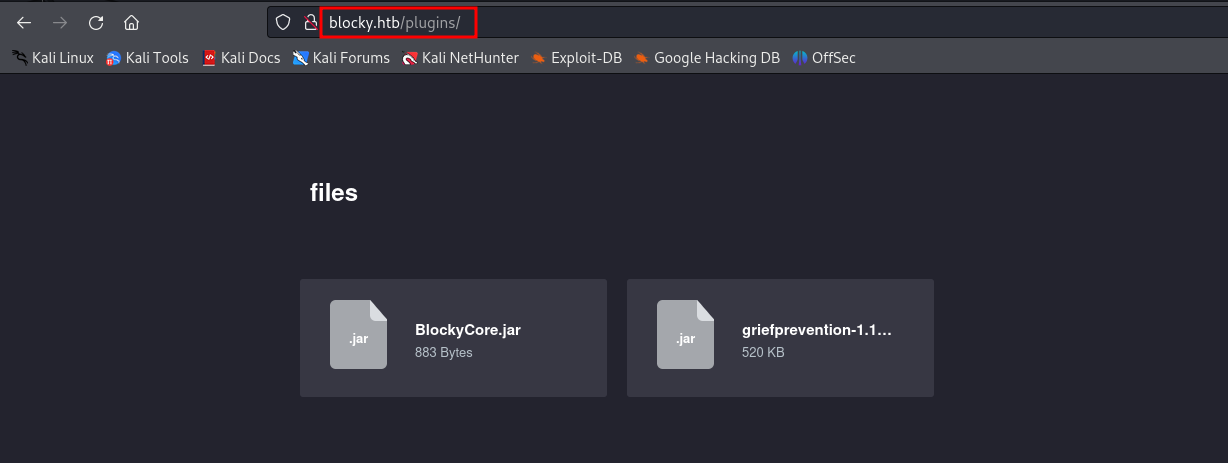 blocky.htb/plugins/
Kali Linux Kali Tools Kali Docs Kali Forums Kali NetHunter Exploit-DB Google Hacking DB OffSec
files
.jar
BlockyCore.jar
883 Bytes
.jar
griefprevention-1.1...
520 KB